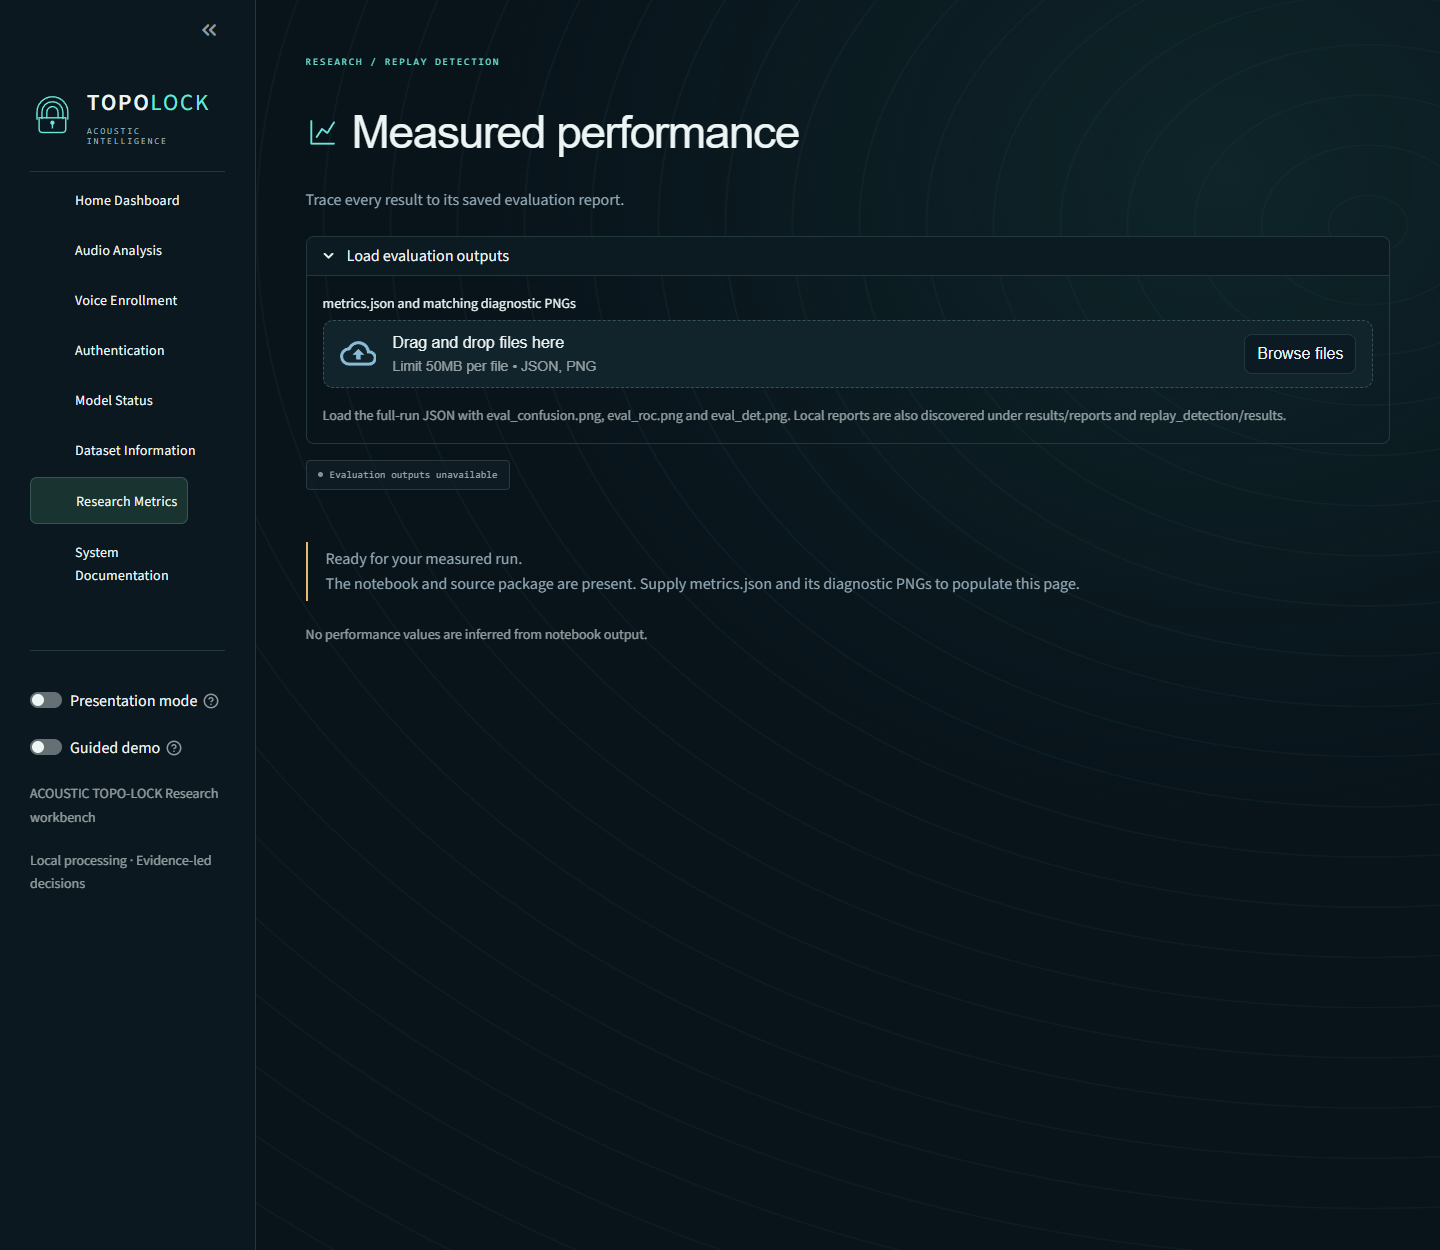 TOPOLOCK
ACOUSTIC
INTELLIGENCE
Home Dashboard
Audio Analysis
Voice Enrollment
Authentication
Model Status
Dataset Information
Research Metrics
System
Documentation
Presentation mode
Guided demo
ACOUSTIC TOPO-LOCK Research
workbench
Local processing · Evidence-led
decisions
RESEARCH / REPLAY DETECTION
Measured performance
Trace every result to its saved evaluation report.
Load evaluation outputs
metrics.json and matching diagnostic PNGs
Drag and drop files here
Limit 50MB per file • JSON, PNG
Browse files
Load the full-run JSON with eval_confusion.png, eval_roc.png and eval_det.png. Local reports are also discovered under results/reports and replay_detection/results.
Evaluation outputs unavailable
Ready for your measured run.
The notebook and source package are present. Supply metrics.json and its diagnostic PNGs to populate this page.
No performance values are inferred from notebook output.